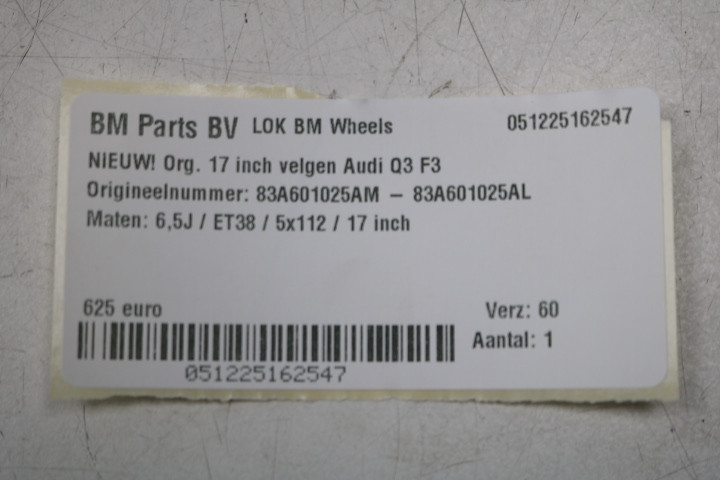 BM Parts BV LOK BM Wheels 051225162547
NIEUW! Org. 17 inch velgen Audi Q3 F3
Origineelnummer: 83A601025AM – 83A601025AL
Maten: 6,5J / ET38 / 5x112 / 17 inch
625 euro Verz: 60
Aantal: 1
051225162547